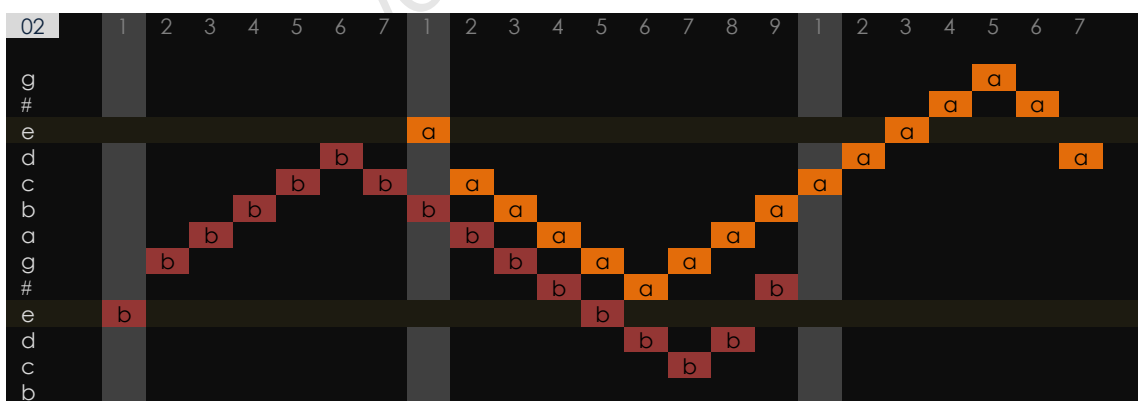 02 1 2 3 4 5 6 7 1 2 3 4 5 6 7 8 9 1 2 3 4 5 6 7
g a
# a a
e a a
d b a a
c b b a a
b b b a a
a b b a a
g b b a a
# b a b
e b b
d b b
c b
b